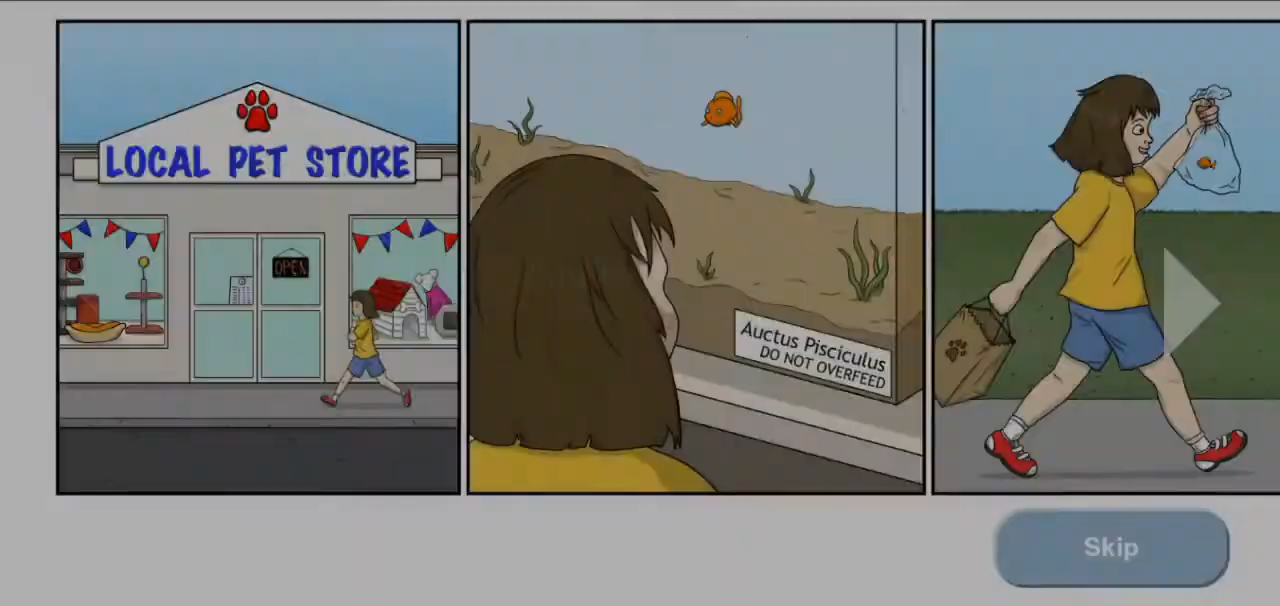 LOCAL PET STORE
OPEN
Auctus Pisciculus
DO NOT OVERFEED
Skip